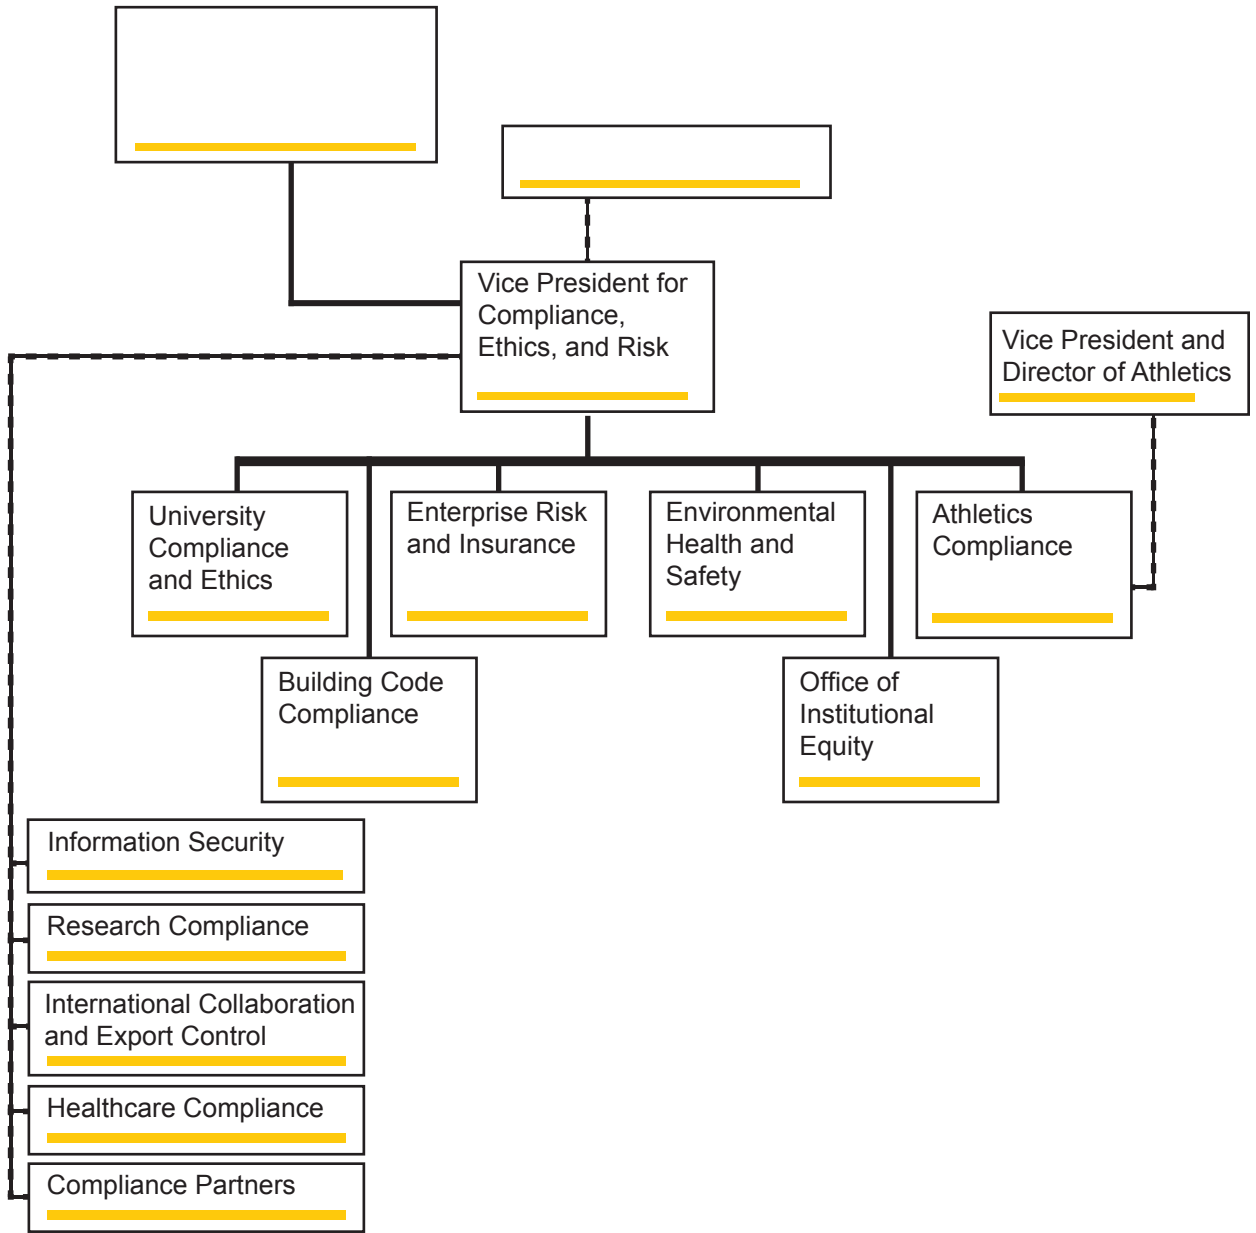 Vice President for
Compliance,
Ethics, and Risk
Vice President and
Director of Athletics
University
Compliance
and Ethics
Enterprise Risk
and Insurance
Environmental
Health and
Safety
Athletics
Compliance
Building Code
Compliance
Office of
Institutional
Equity
Information Security
Research Compliance
International Collaboration
and Export Control
Healthcare Compliance
Compliance Partners